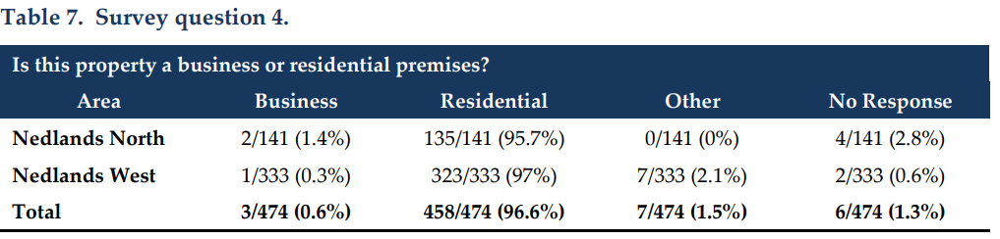 Table 7. Survey question 4.
Is this property a business or residential premises?
Area Business Residential Other No Response
Nedlands North 2/141 (1.4%) 135/141 (95.7%) 0/141 (0%) 4/141 (2.8%)
Nedlands West 1/333 (0.3%) 323/333 (97%) 7/333 (2.1%) 2/333 (0.6%)
Total 3/474 (0.6%) 458/474 (96.6%) 7/474 (1.5%) 6/474 (1.3%)